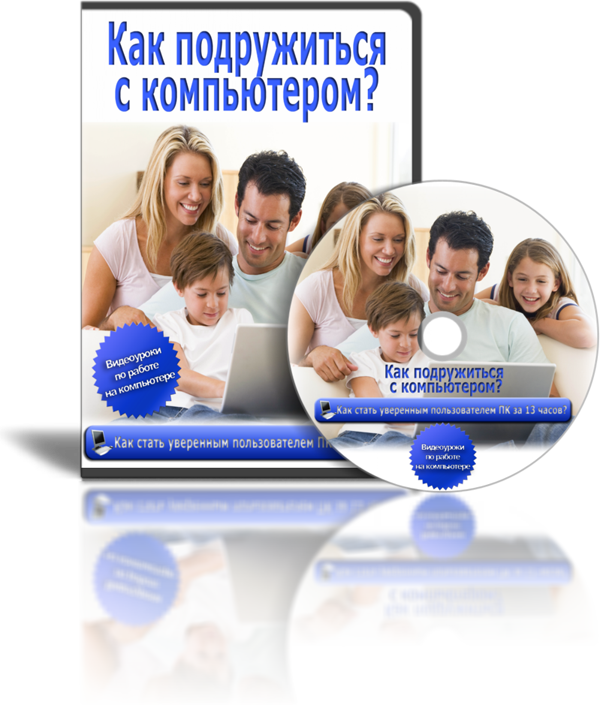 Как подружиться
с компьютером?
Видеоуроки
по работе
на компьютере
Как стать уверенным пользователем ПК
Как подружиться
с компьютером?
Как стать уверенным пользователем ПК за 13 часов?
Видеоуроки
по работе
на компьютере